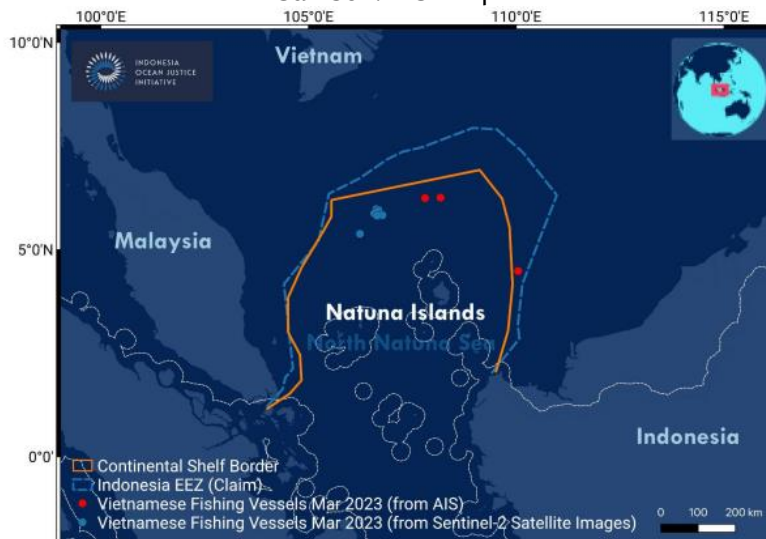 100°0'E
105°0'E
110°0'E
115°0'E
10°0'N
INDONESIA
OCEAN JUSTICE
INITIATIVE
Vietnam
Malaysia
5°0'N
Natuna Islands
North Natuna Sea
Indonesia
0°0'
Continental Shelf Border
Indonesia EEZ (Claim)
Vietnamese Fishing Vessels Mar 2023 (from AIS)
Vietnamese Fishing Vessels Mar 2023 (from Sentinel-2 Satellite Images)
0 100 200 km